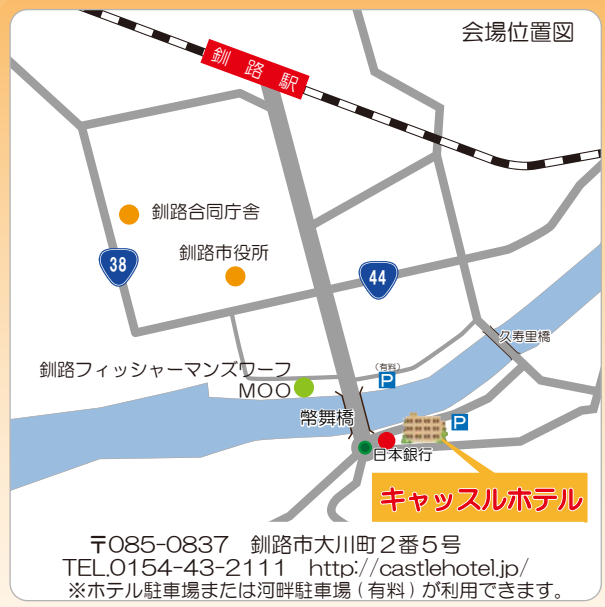 会場位置図
釧路駅
釧路合同庁舎
釧路市役所
38
44
久寿里橋
釧路フィッシャーマンズワーフ
MOO
(有料)
P
幣舞橋
P
日本銀行
キャッスルホテル
〒085-0837 釧路市大川町２番５号
TEL.0154-43-2111 http://castlehotel.jp/
※ホテル駐車場または河畔駐車場(有料)が利用できます。